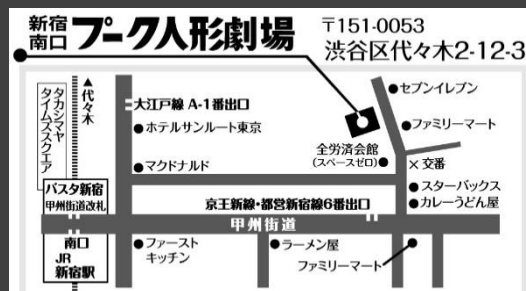 新宿
南口
プーク人形劇場
〒151-0053
渋谷区代々木2-12-3
▲代々木
タカシマヤ
タイムズスクエア
大江戸線 A-1番出口
●ホテルサンルート東京
●マクドナルド
●セブンイレブン
●ファミリーマート
全労済会館
(スペースゼロ)●
×交番
●スターバックス
●カレーうどん屋
バスタ新宿
甲州街道改札
京王新線・都営新宿線6番出口
甲州街道
南口
JR
新宿駅
●ファースト
キッチン
●ラーメン屋
ファミリーマート